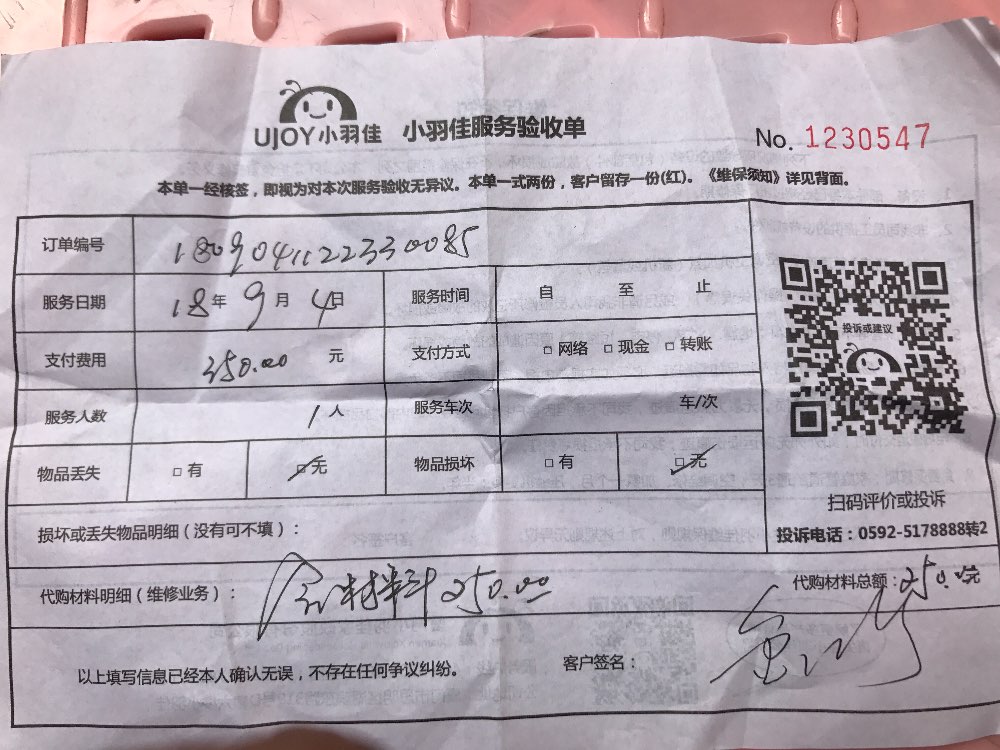 UJOY小羽佳 小羽佳服务验收单
No. 1230547
本单一经核签，即视为对本次服务验收无异议。本单一式两份，客户留存一份(红)。《维保须知》详见背面。
订单编号 18090411223300085
服务日期 18年9月4日 服务时间 自 至 止
支付费用 350.00 元 支付方式 □网络 □现金 □转账
服务人数 1人 服务车次 车/次
物品丢失 □有 □无 物品损坏 □有 □无
投诉或建议
扫码评价或投诉
投诉电话：0592-5178888转2
损坏或丢失物品明细（没有可不填）：
代购材料明细（维修业务）： 材料 250.00 代购材料总额：250.00元
以上填写信息已经本人确认无误，不存在任何争议纠纷。 客户签名：